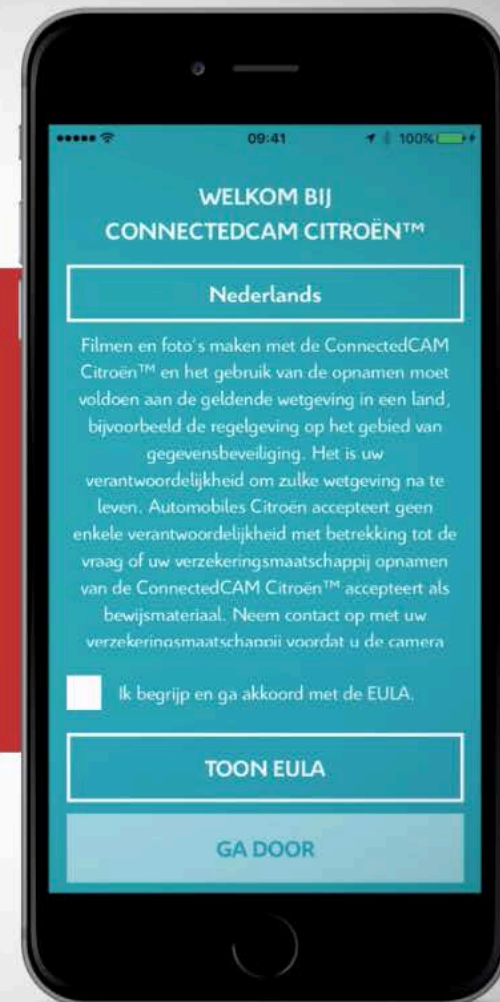 09:41
100%
WELKOM BIJ
CONNECTEDCAM CITROËN™
Nederlands
Filmen en foto's maken met de ConnectedCAM
Citroën™ en het gebruik van de opnamen moet
voldoen aan de geldende wetgeving in een land,
bijvoorbeeld de regelgeving op het gebied van
gegevensbeveiliging. Het is uw
verantwoordelijkheid om zulke wetgeving na te
leven. Automobiles Citroën accepteert geen
enkele verantwoordelijkheid met betrekking tot de
vraag of uw verzekeringsmaatschappij opnamen
van de ConnectedCAM Citroën™ accepteert als
bewijsmateriaal. Neem contact op met uw
verzekeringsmaatschappij voordat u de camera
Ik begrijp en ga akkoord met de EULA.
TOON EULA
GA DOOR